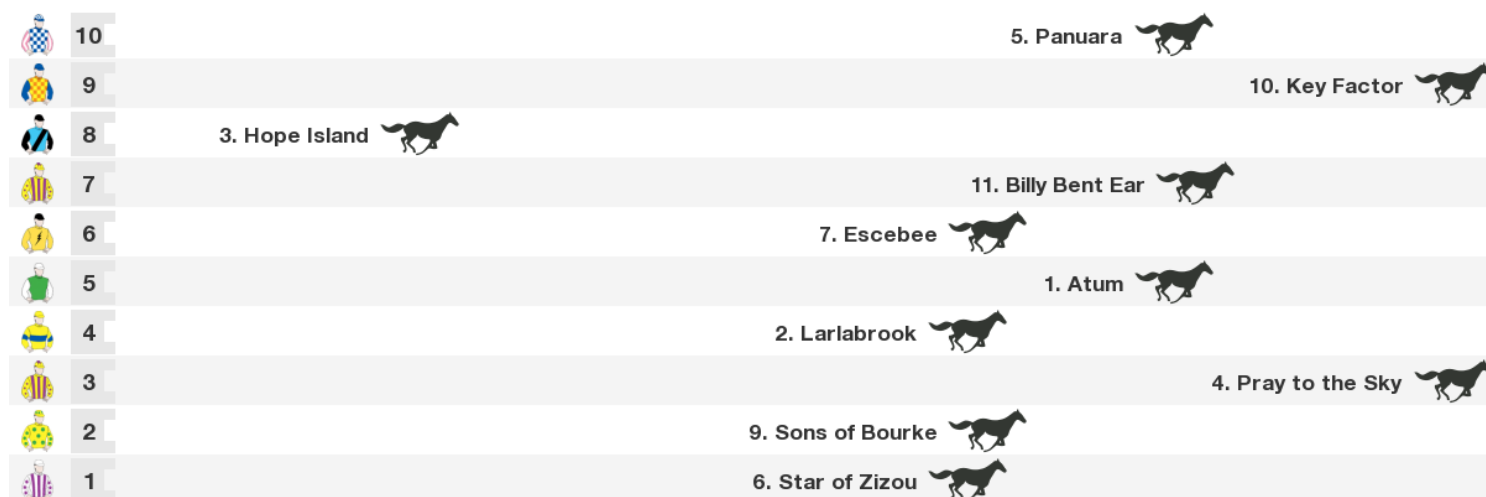 10 5. Panuara
9 10. Key Factor
8 3. Hope Island
7 11. Billy Bent Ear
6 7. Escebee
5 1. Atum
4 2. Larlabrook
3 4. Pray to the Sky
2 9. Sons of Bourke
1 6. Star of Zizou